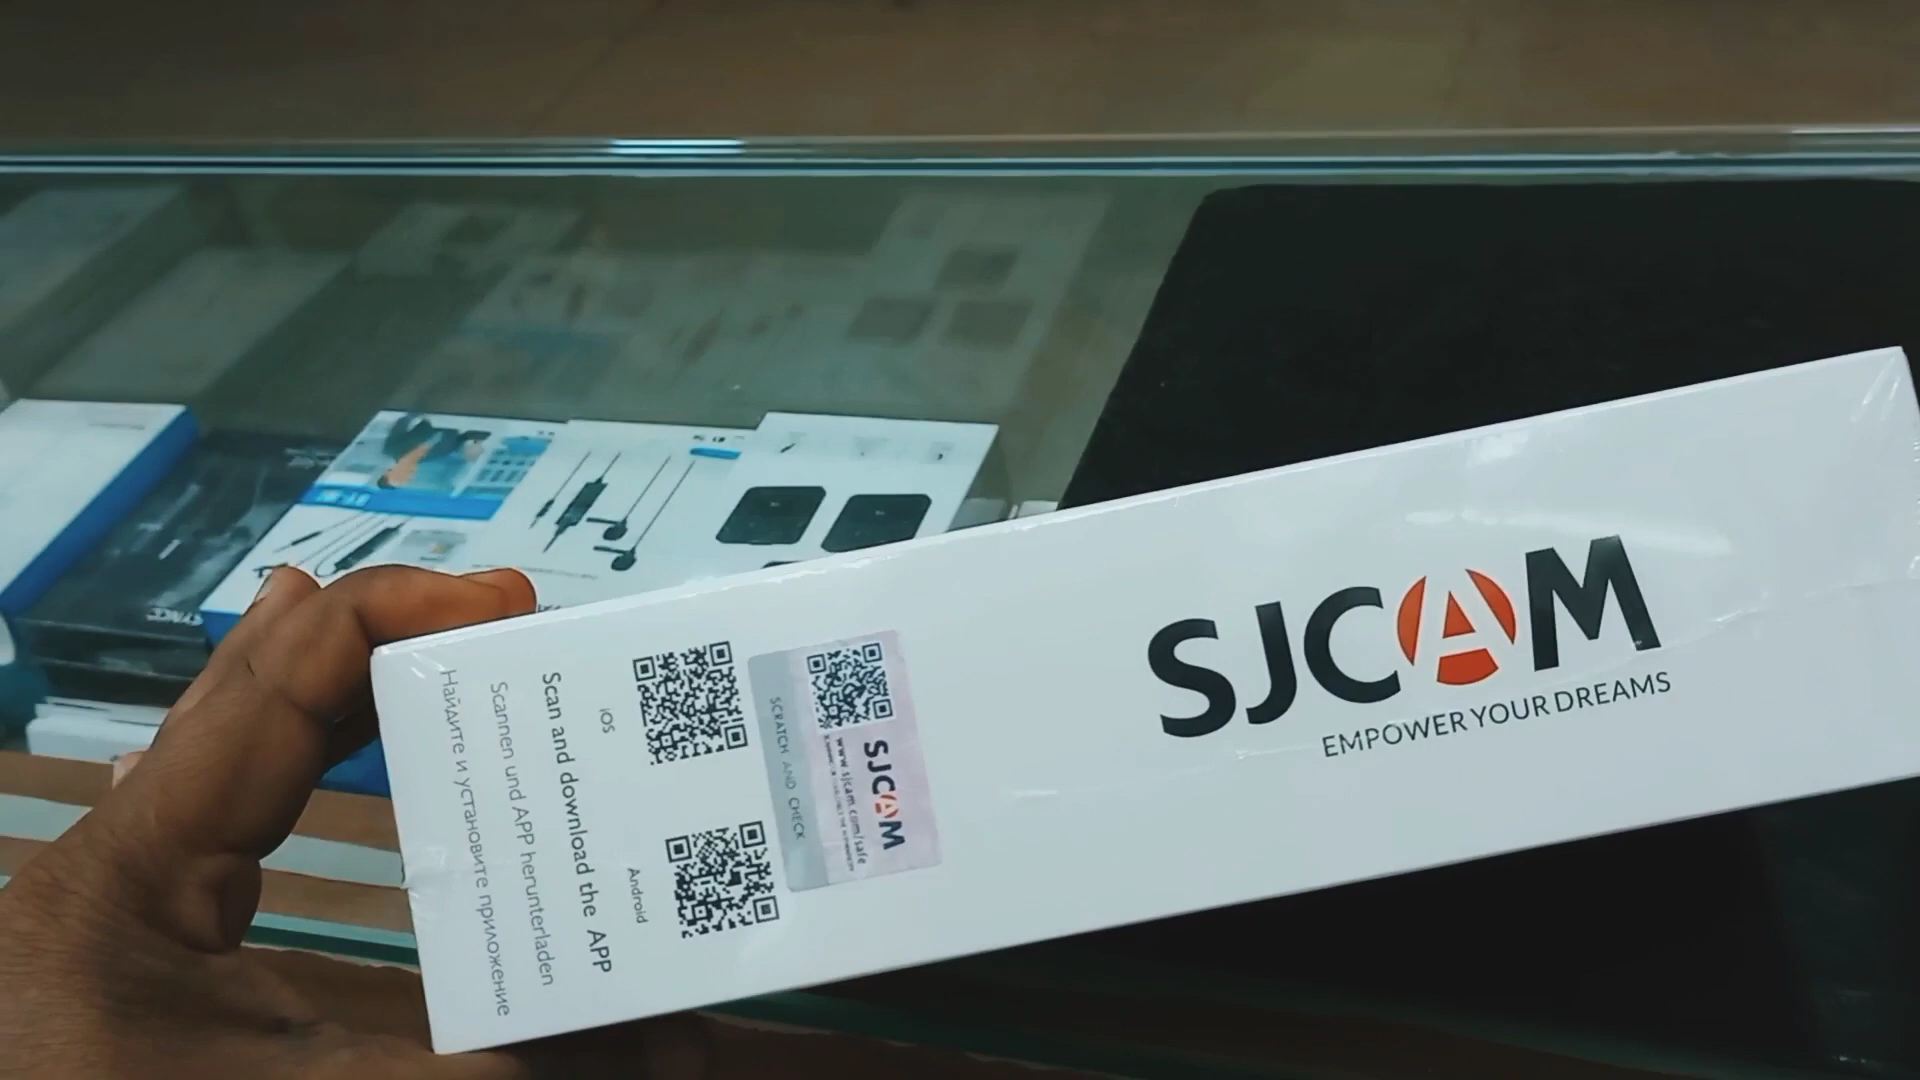 SJCAM
EMPOWER YOUR DREAMS
SJCAM
www.sjcam.com/safe
SCRATCH AND CHECK
iOS
Android
Scan and download the APP
Scannen und APP herunterladen
Найдите и установите приложение